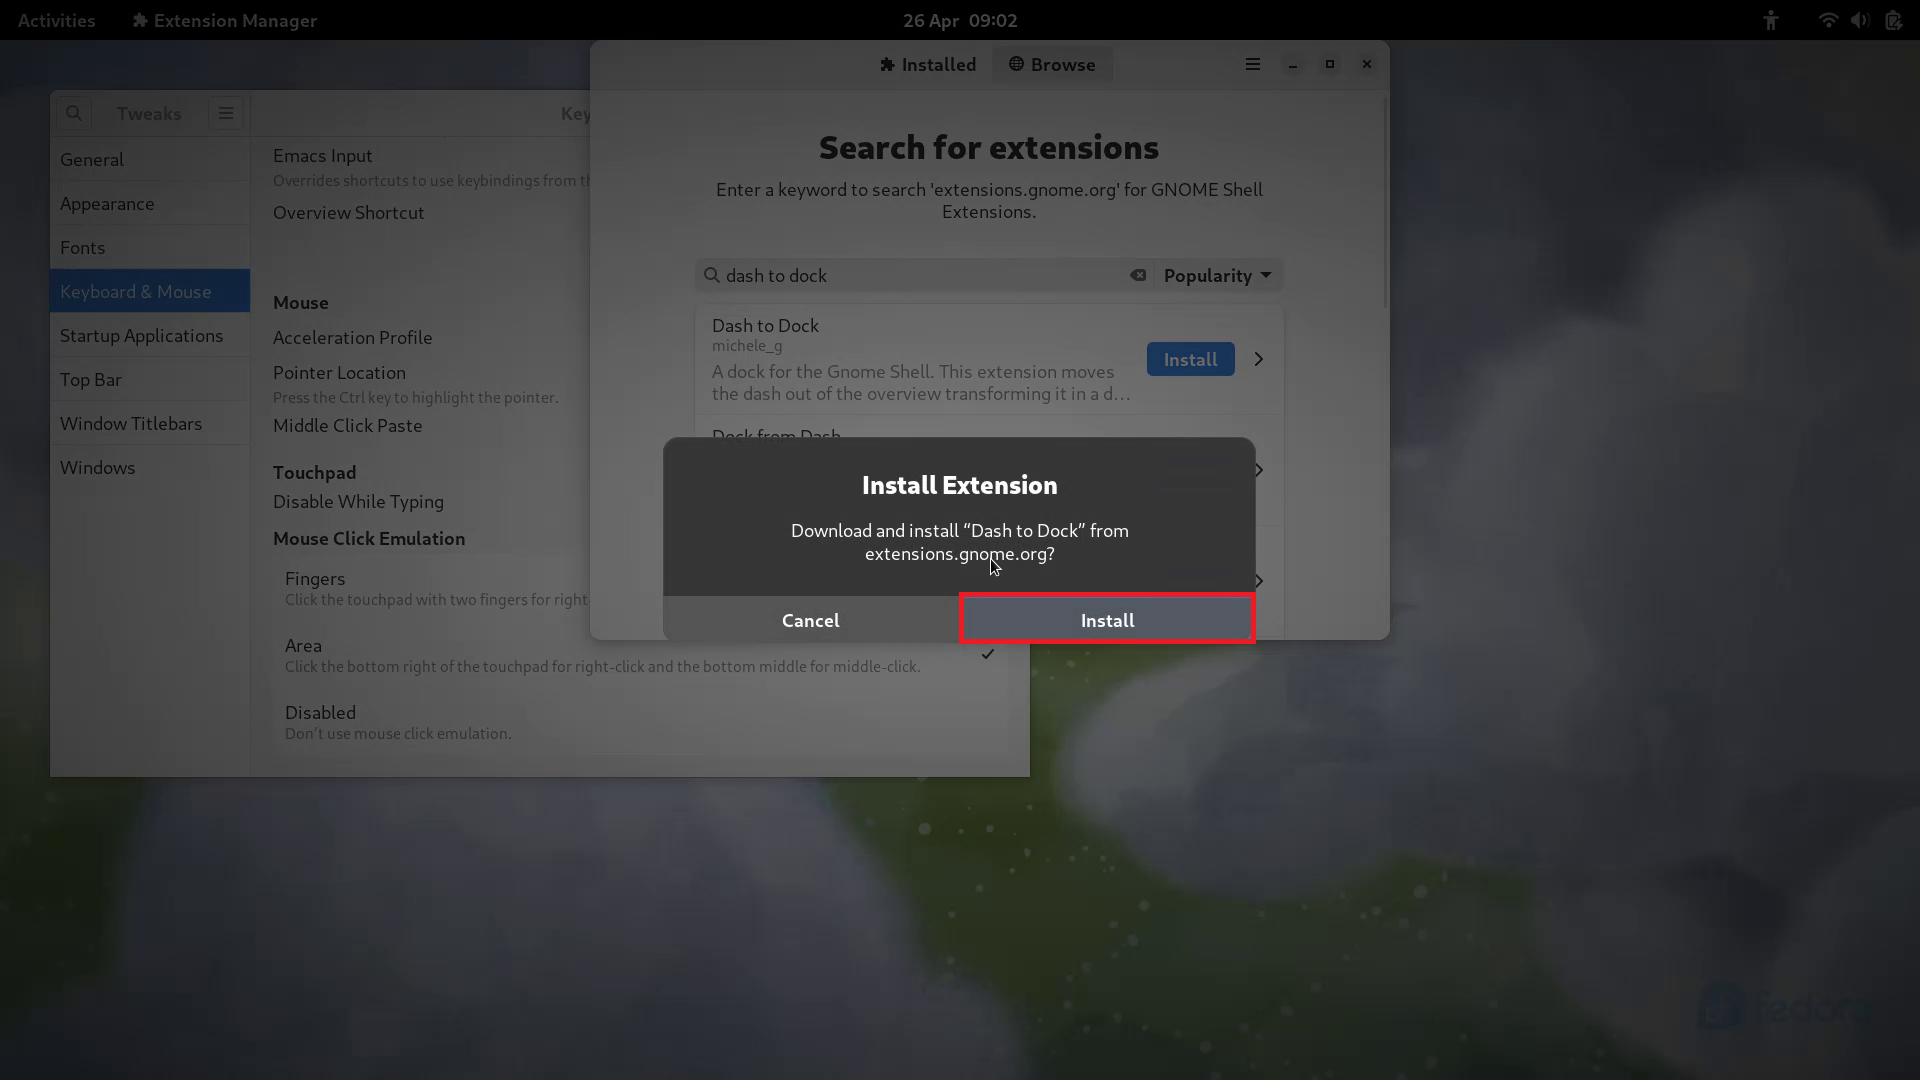 Activities
Extension Manager
26 Apr 09:02
Tweaks
Key
General
Appearance
Fonts
Keyboard & Mouse
Startup Applications
Top Bar
Window Titlebars
Windows
Emacs Input
Overrides shortcuts to use keybindings from th
Overview Shortcut
Mouse
Acceleration Profile
Pointer Location
Press the Ctrl key to highlight the pointer.
Middle Click Paste
Touchpad
Disable While Typing
Mouse Click Emulation
Fingers
Click the touchpad with two fingers for right-
Area
Click the bottom right of the touchpad for right-click and the bottom middle for middle-click.
Disabled
Don't use mouse click emulation.
Installed
Browse
Search for extensions
Enter a keyword to search 'extensions.gnome.org' for GNOME Shell
Extensions.
dash to dock
Popularity
Dash to Dock
michele_g
A dock for the Gnome Shell. This extension moves
the dash out of the overview transforming it in a d…
Install
Dock from Dash
Install Extension
Download and install “Dash to Dock” from
extensions.gnome.org?
Cancel
Install
fedora